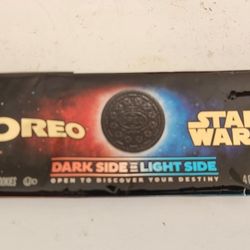 OREO
STAR
WARS
DARK SIDE LIGHT SIDE
OPEN TO DISCOVER YOUR DESTINY